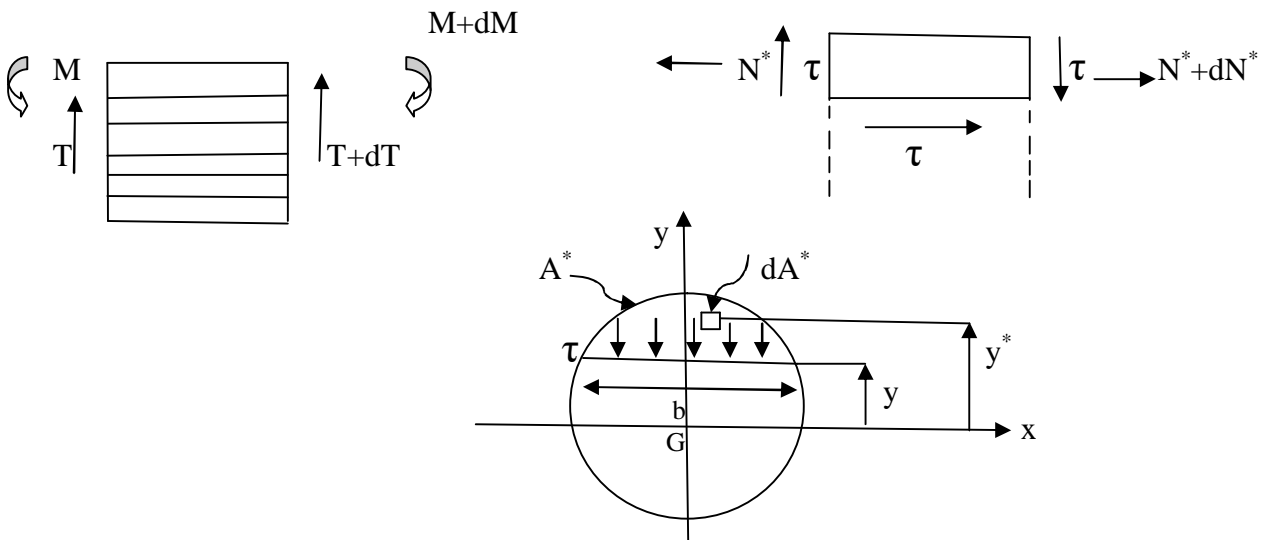 M+dM
M
T
T+dT
N*
τ
τ
N*+dN*
τ
y
A*
dA*
τ
y*
y
b
G
x